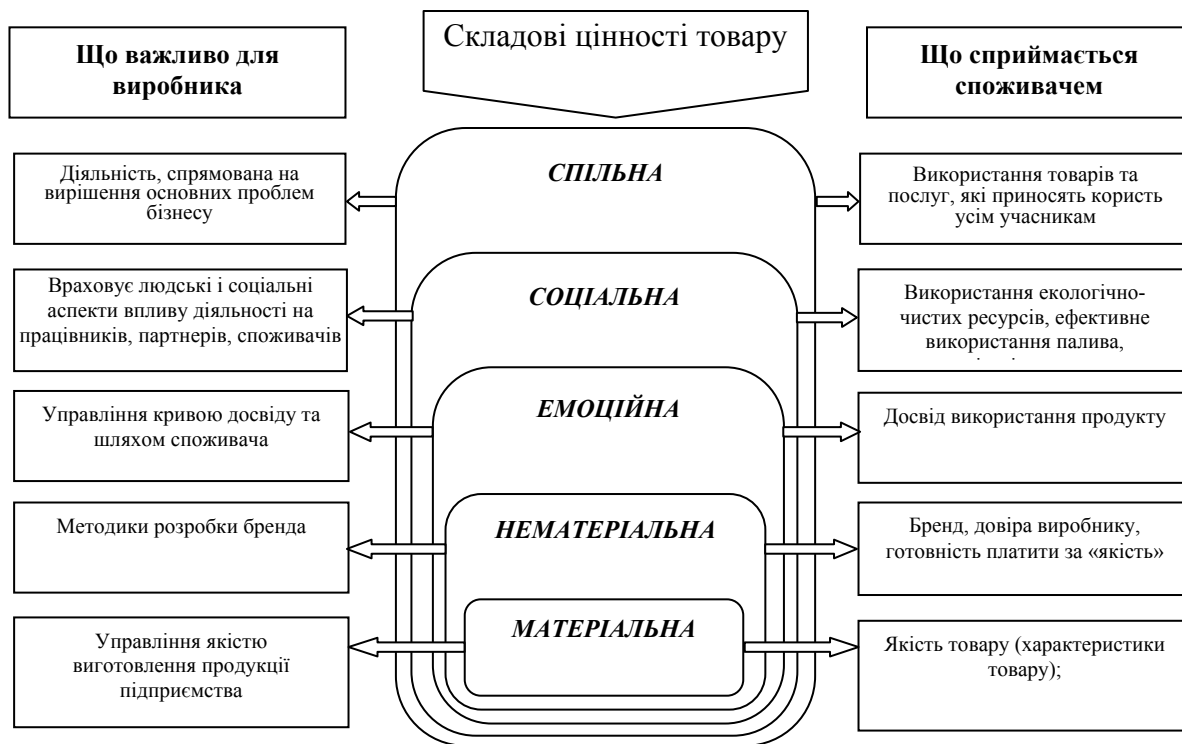 Складові цінності товару
Що важливо для
виробника
Що сприймається
споживачем
Діяльність, спрямована на
вирішення основних проблем
бізнесу
СПІЛЬНА
Використання товарів та
послуг, які приносять користь
усім учасникам
Враховує людські і соціальні
аспекти впливу діяльності на
працівників, партнерів, споживачів
СОЦІАЛЬНА
Використання екологічно-
чистих ресурсів, ефективне
використання палива,
Управління кривою досвіду та
шляхом споживача
ЕМОЦІЙНА
Досвід використання продукту
Методики розробки бренда
НЕМАТЕРІАЛЬНА
Бренд, довіра виробнику,
готовність платити за «якість»
Управління якістю
виготовлення продукції
підприємства
МАТЕРІАЛЬНА
Якість товару (характеристики
товару);